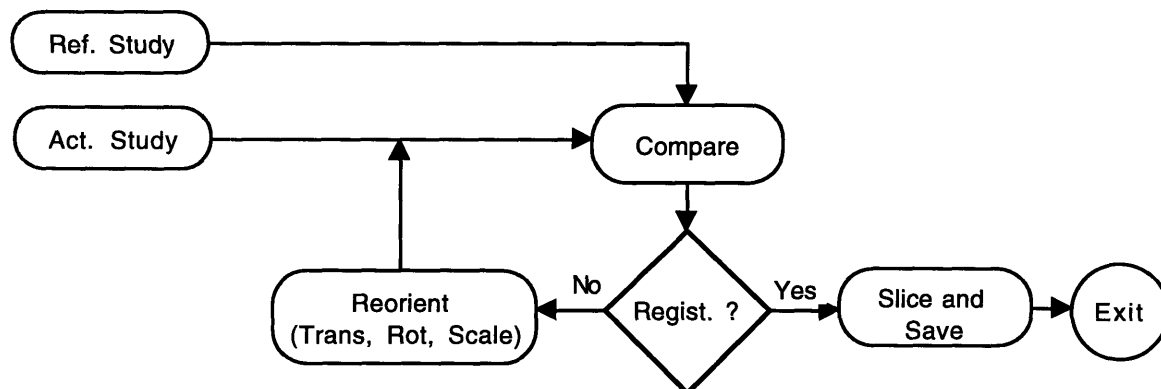 Ref. Study
Act. Study
Compare
No
Regist. ?
Yes
Reorient
(Trans, Rot, Scale)
Slice and
Save
Exit